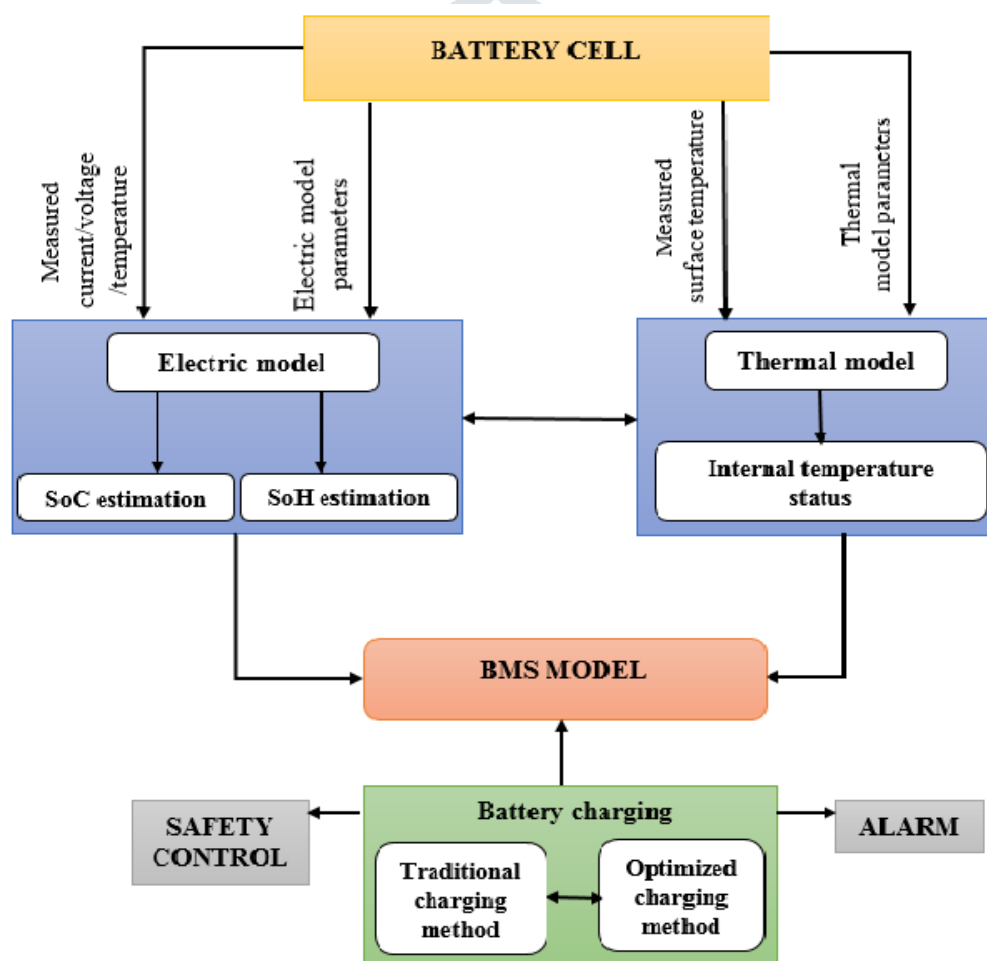 BATTERY CELL
Measured
current/voltage
/temperature
Electric model
parameters
Measured
surface temperature
Thermal
model parameters
Electric model
SoC estimation
SoH estimation
Thermal model
Internal temperature
status
BMS MODEL
SAFETY
CONTROL
Battery charging
Traditional
charging
method
Optimized
charging
method
ALARM